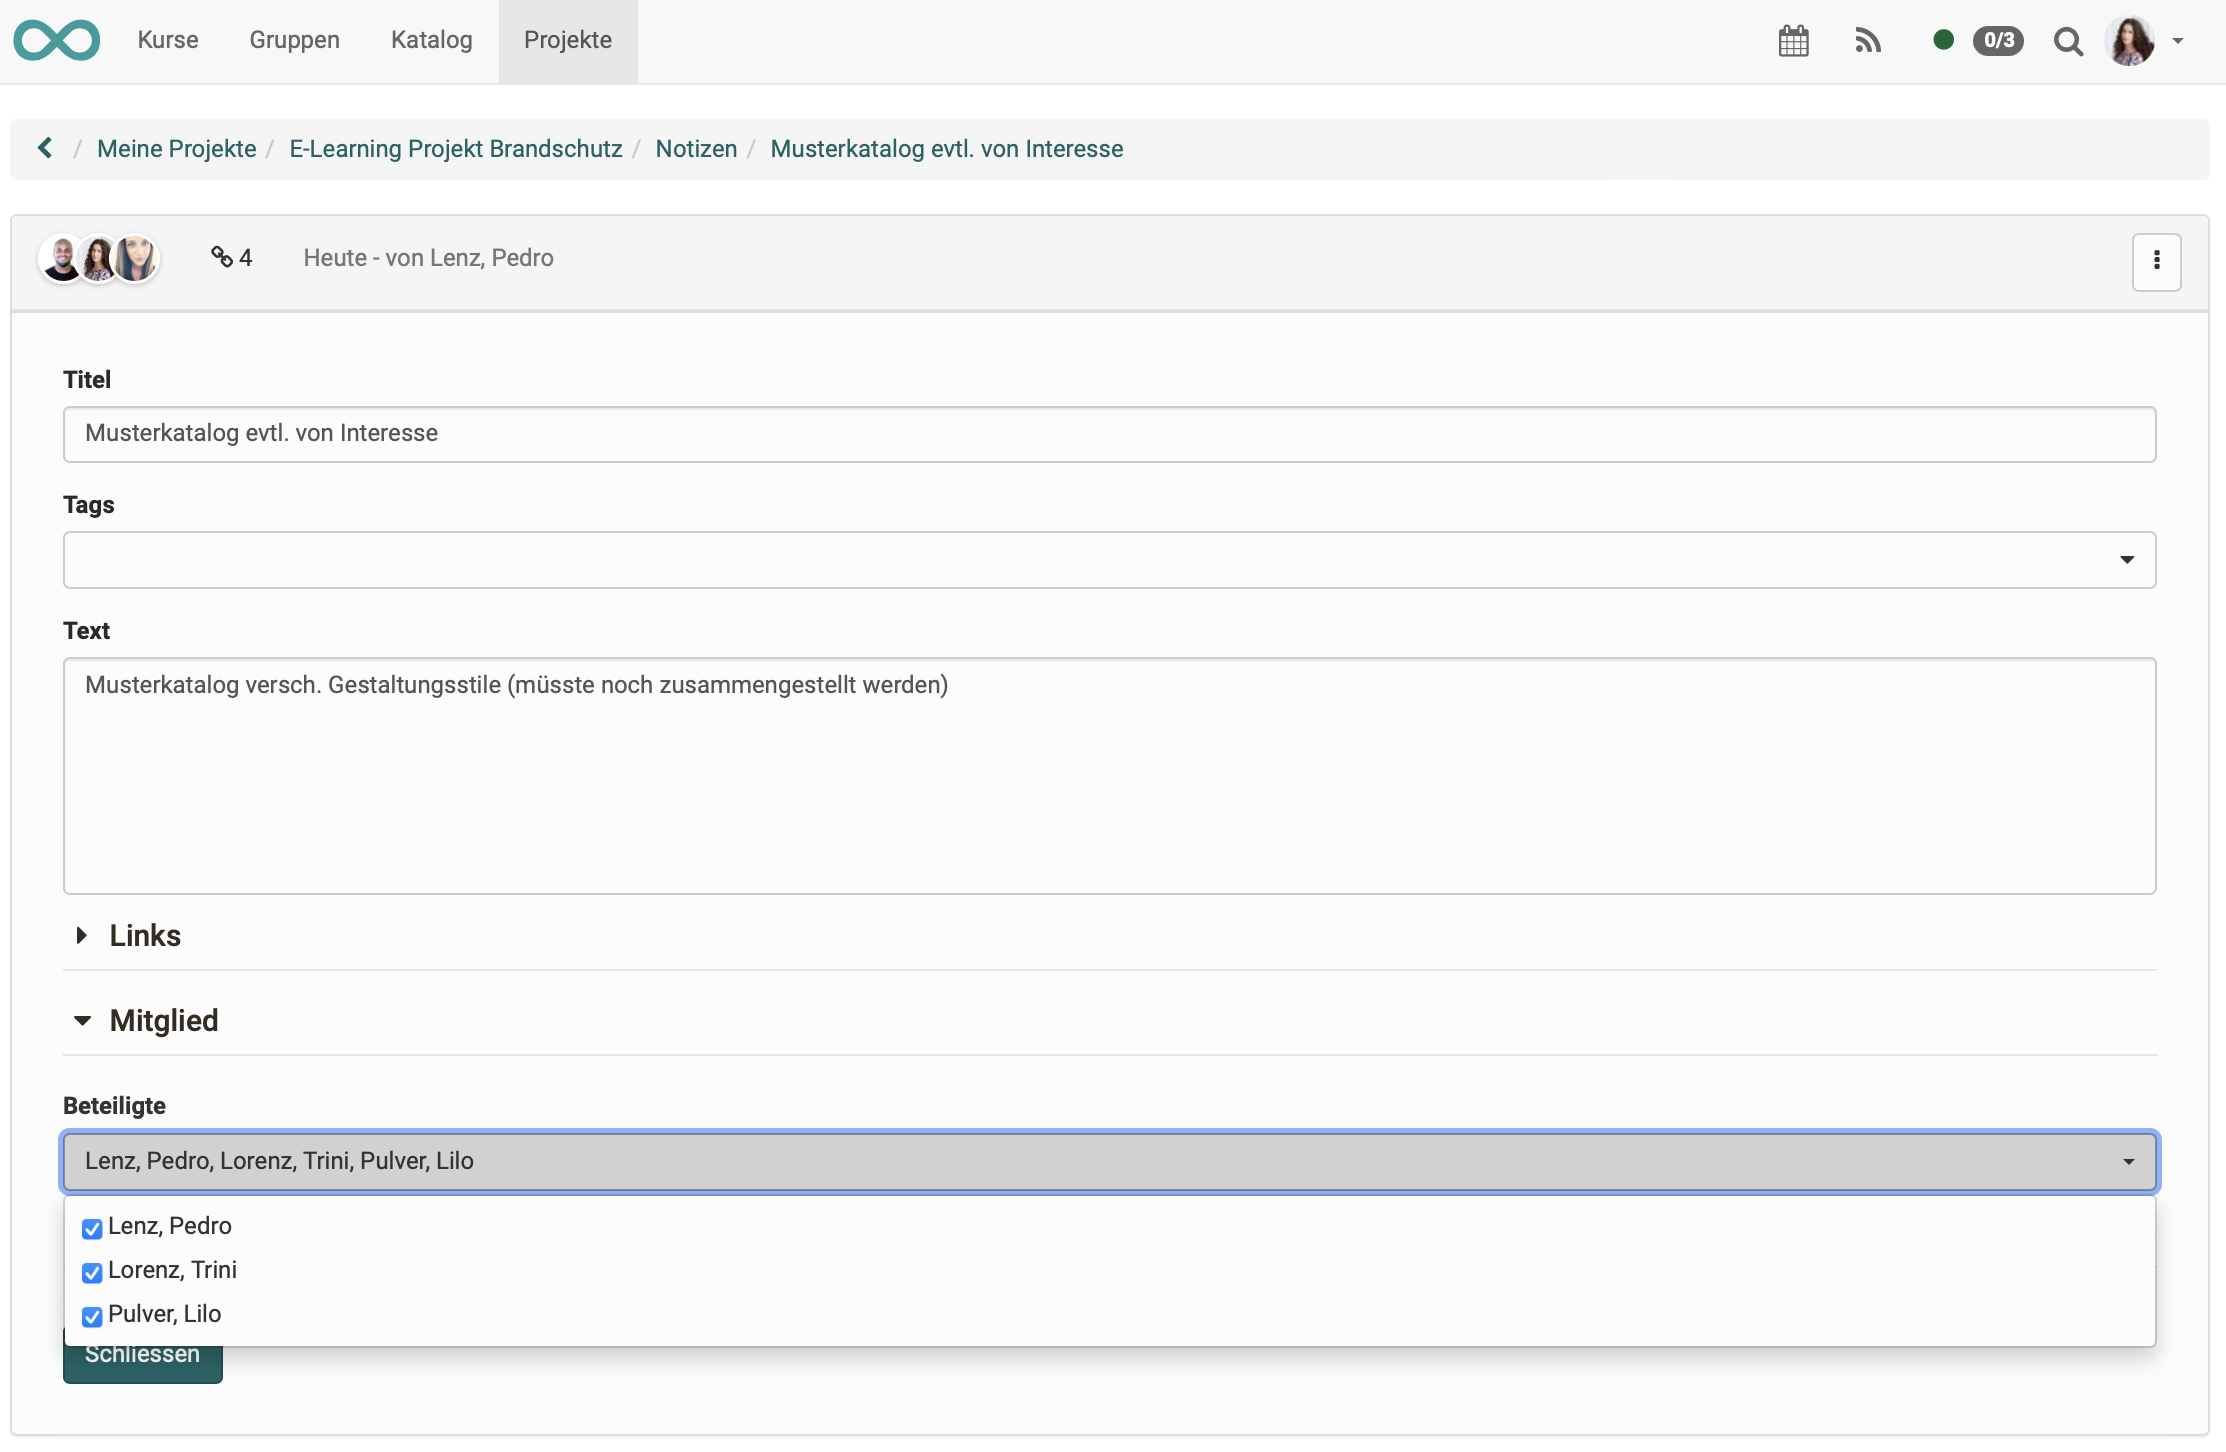 Kurse Gruppen Katalog Projekte 0/3
/ Meine Projekte / E-Learning Projekt Brandschutz / Notizen / Musterkatalog evtl. von Interesse
4 Heute - von Lenz, Pedro
Titel
Musterkatalog evtl. von Interesse
Tags
Text
Musterkatalog versch. Gestaltungsstile (müsste noch zusammengestellt werden)
Links
Mitglied
Beteiligte
Lenz, Pedro, Lorenz, Trini, Pulver, Lilo
Lenz, Pedro
Lorenz, Trini
Pulver, Lilo
Schliessen